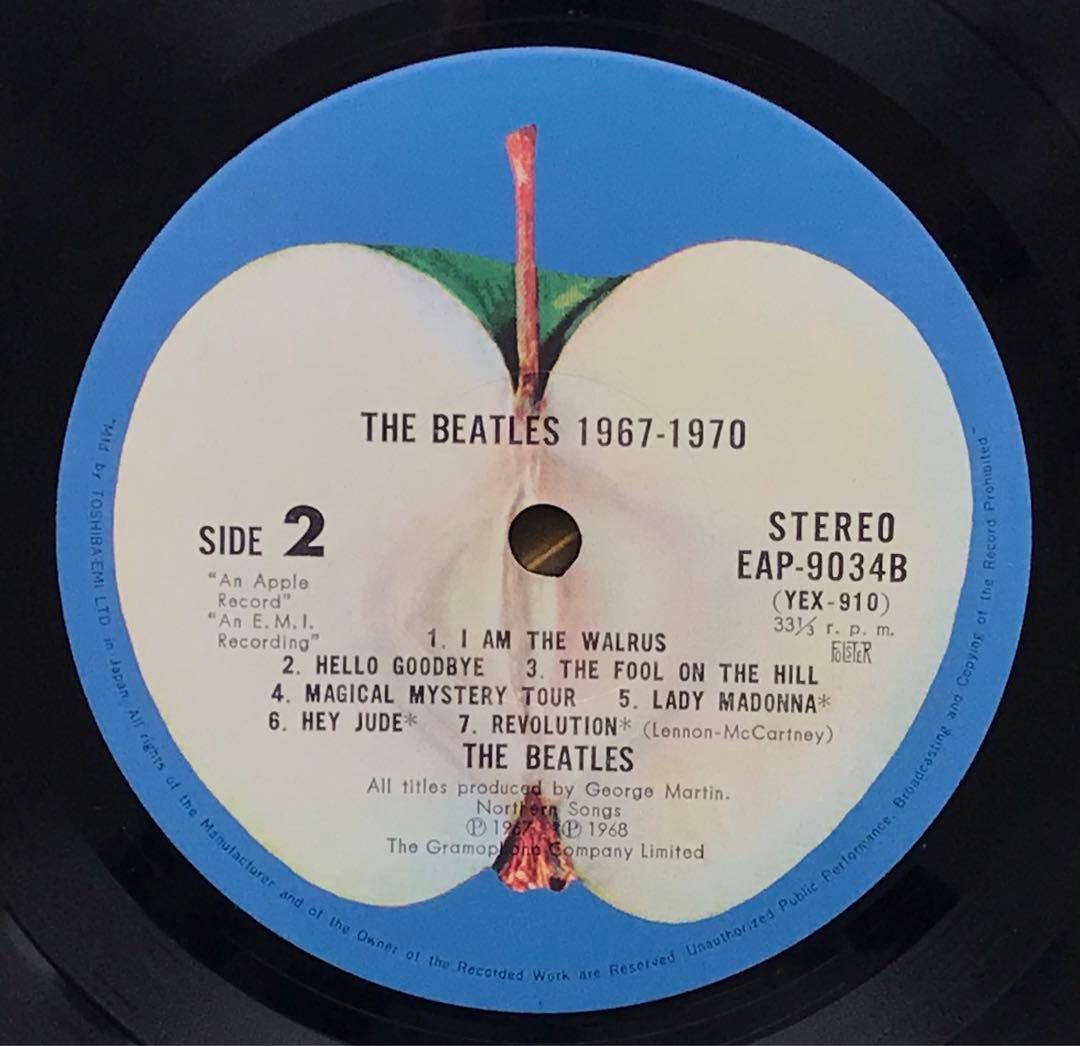 THE BEATLES 1967-1970
SIDE 2
"An Apple
Record"
"An E.M.I.
Recording"
STEREO
EAP-9034B
(YEX-910)
33⅓ r. p. m.
1. I AM THE WALRUS
2. HELLO GOODBYE 3. THE FOOL ON THE HILL
4. MAGICAL MYSTERY TOUR 5. LADY MADONNA*
6. HEY JUDE* 7. REVOLUTION* (Lennon-McCartney)
THE BEATLES
All titles produced by George Martin.
Northern Songs
Ⓟ 1967 Ⓟ 1968
The Gramophone Company Limited
"Mfd by TOSHIBA-EMI LTD. in Japan. All rights of the Manufacturer and of the Owner of the Recorded Work are Reserved Unauthorized Public Performance, Broadcasting and Copying of the Record Prohibited."